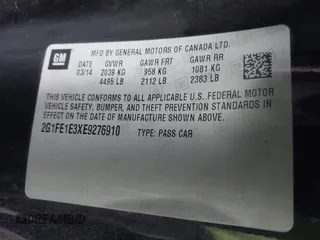 GM
MFD BY GENERAL MOTORS OF CANADA LTD.
DATE GVWR GAWR FRT GAWR RR
03/14 2039 KG 958 KG 1081 KG
4495 LB 2112 LB 2383 LB
THIS VEHICLE CONFORMS TO ALL APPLICABLE U.S. FEDERAL MOTOR
VEHICLE SAFETY, BUMPER, AND THEFT PREVENTION STANDARDS
IN EFFECT ON THE DATE OF MANUFACTURE SHOWN ABOVE.
2G1FE1E3XE9276910 TYPE: PASS CAR